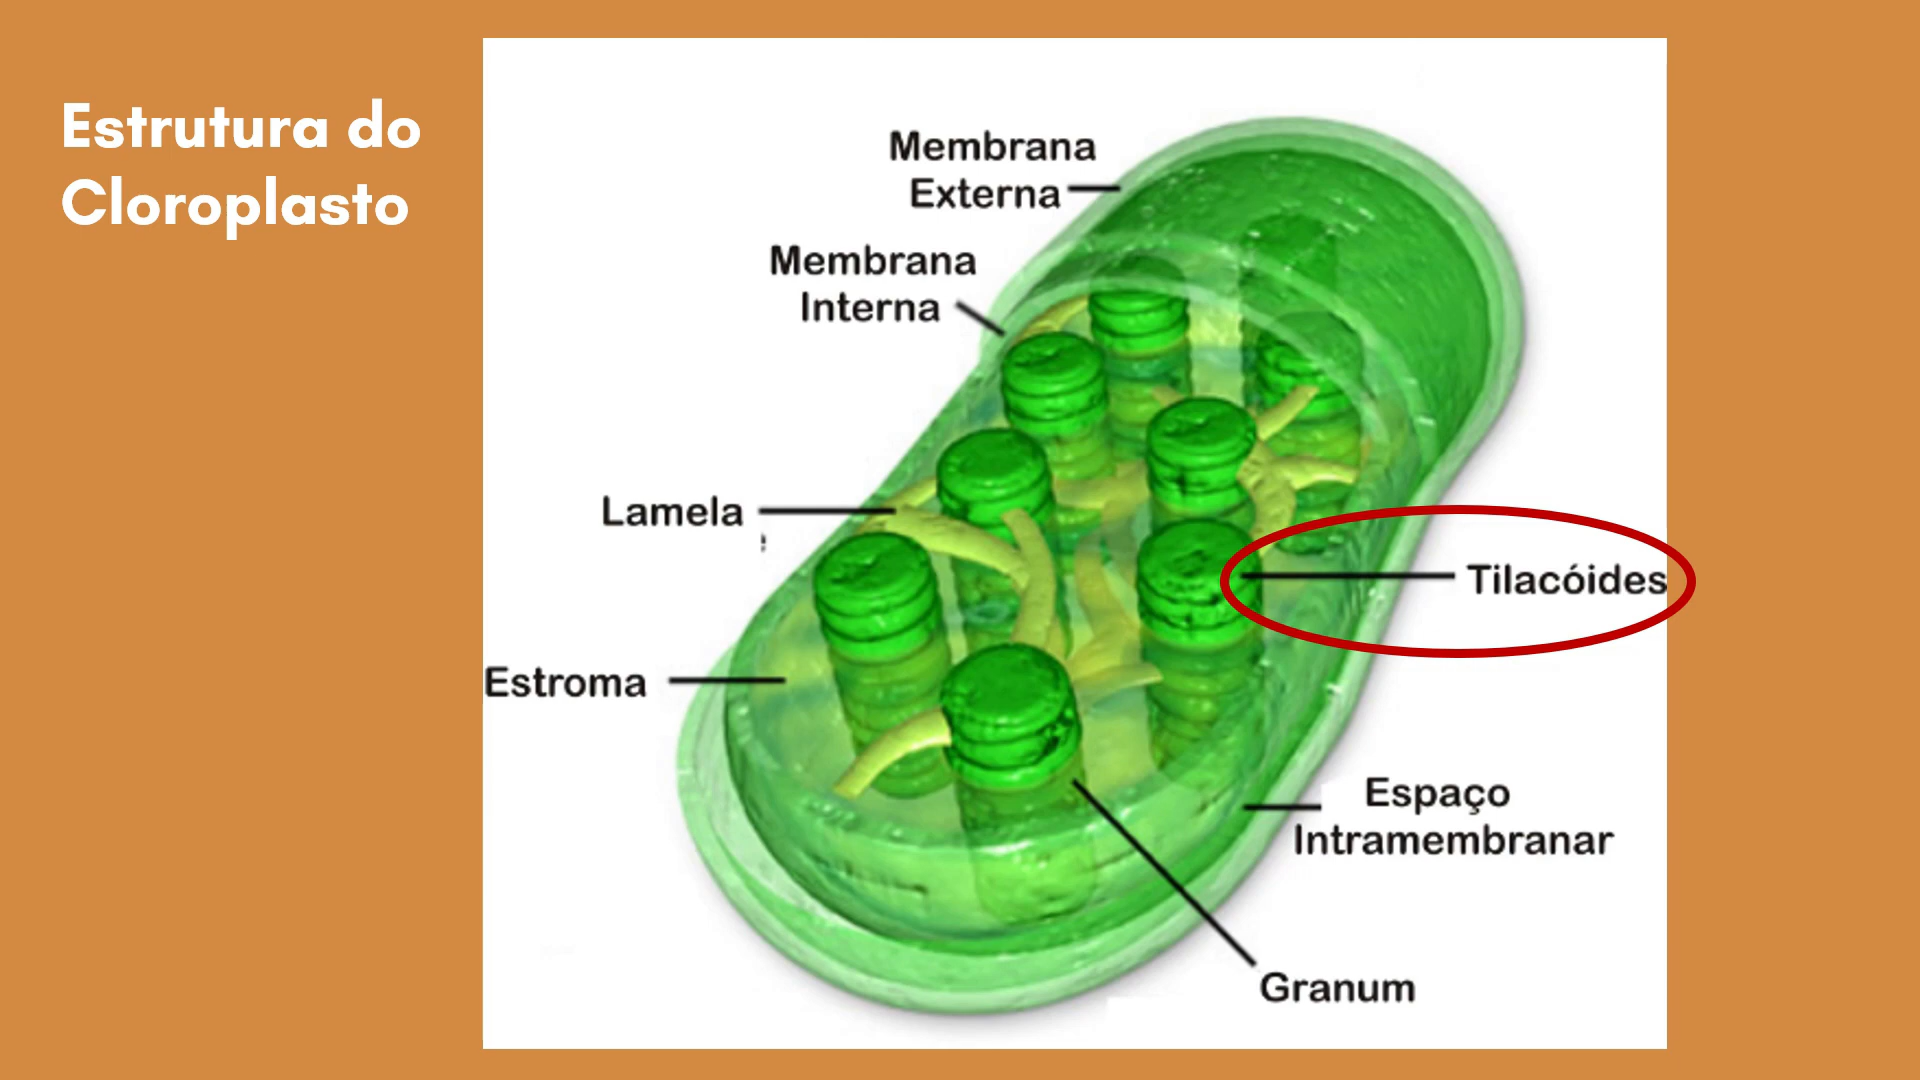 Estrutura do
Cloroplasto
Membrana
Externa
Membrana
Interna
Lamela
Tilacóides
Estroma
Espaço
Intramembranar
Granum